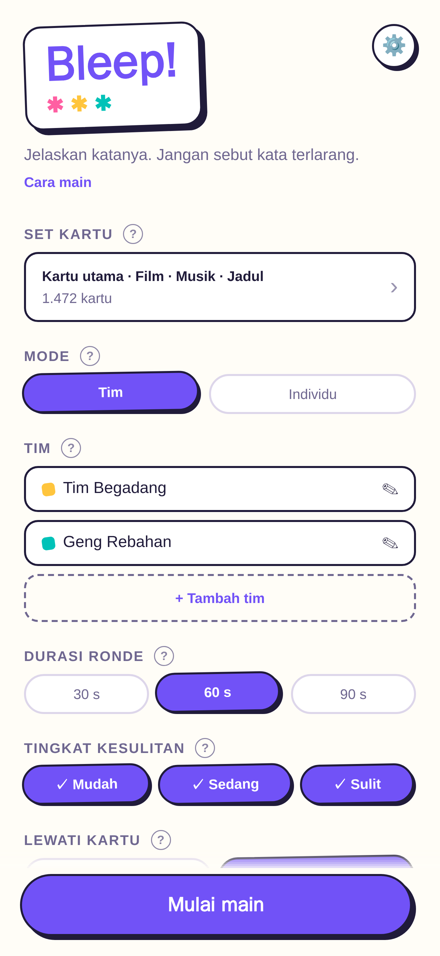 Bleep!
***
Jelaskan katanya. Jangan sebut kata terlarang.
Cara main
SET KARTU ?
Kartu utama · Film · Musik · Jadul
1.472 kartu
›
MODE ?
Tim
Individu
TIM ?
Tim Begadang ✎
Geng Rebahan ✎
+ Tambah tim
DURASI RONDE ?
30 s
60 s
90 s
TINGKAT KESULITAN ?
✓ Mudah
✓ Sedang
✓ Sulit
LEWATI KARTU ?
Mulai main